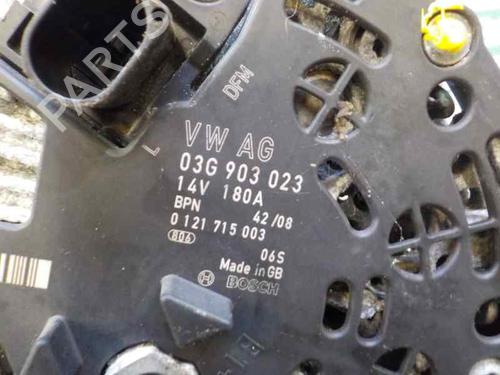 PARTS
DFM
L
VW AG
03G 903 023
14V 180A
BPN 42/08
0 121 715 003
806 06S
Made in GB
BOSCH